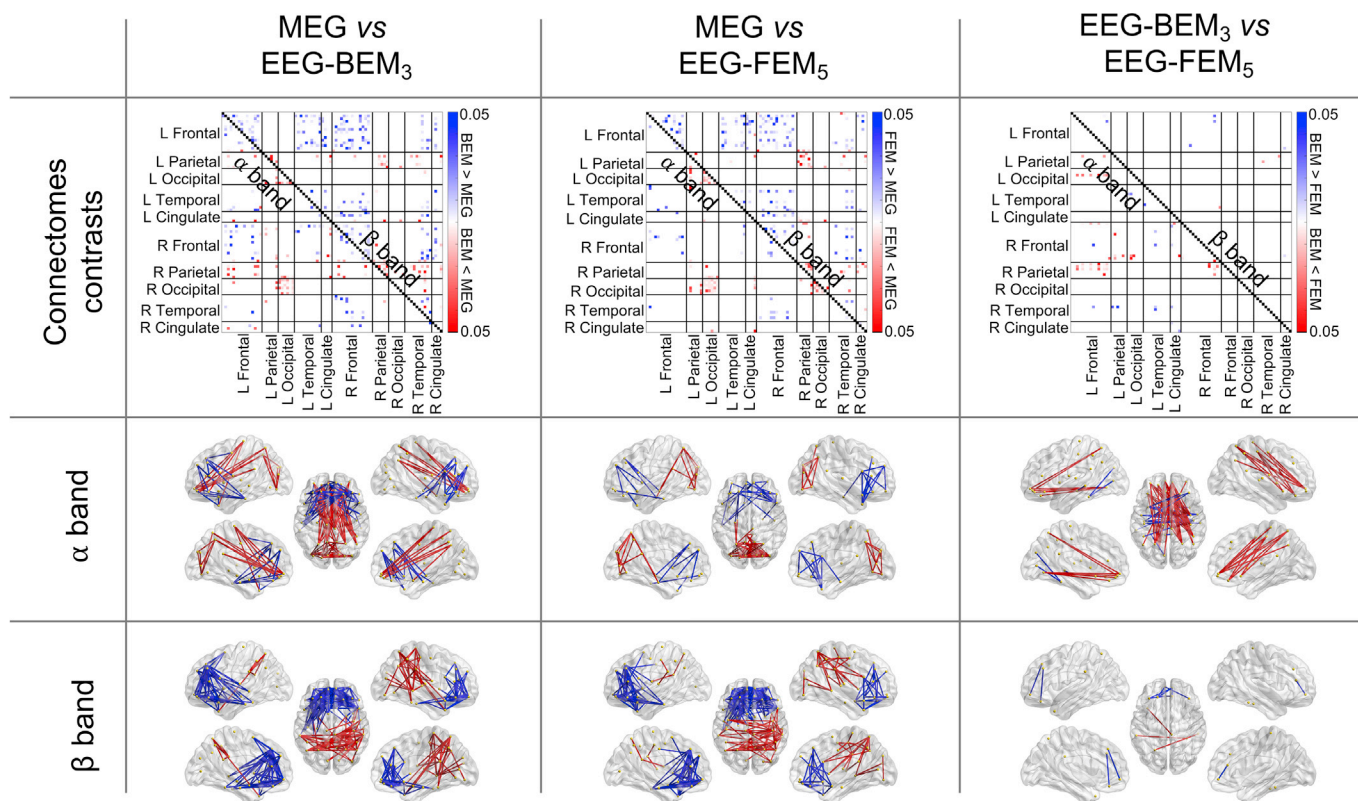 MEG vs
EEG-BEM₃
MEG vs
EEG-FEM₅
EEG-BEM₃ vs
EEG-FEM₅
Connectomes
contrasts
L Frontal
L Parietal
L Occipital
L Temporal
L Cingulate
R Frontal
R Parietal
R Occipital
R Temporal
R Cingulate
α band
β band
L Frontal
L Parietal
L Occipital
L Temporal
L Cingulate
R Frontal
R Parietal
R Occipital
R Temporal
R Cingulate
0.05
BEM > MEG
BEM < MEG
0.05
L Frontal
L Parietal
L Occipital
L Temporal
L Cingulate
R Frontal
R Parietal
R Occipital
R Temporal
R Cingulate
α band
β band
L Frontal
L Parietal
L Occipital
L Temporal
L Cingulate
R Frontal
R Parietal
R Occipital
R Temporal
R Cingulate
0.05
FEM > MEG
FEM < MEG
0.05
L Frontal
L Parietal
L Occipital
L Temporal
L Cingulate
R Frontal
R Parietal
R Occipital
R Temporal
R Cingulate
α band
β band
L Frontal
L Parietal
L Occipital
L Temporal
L Cingulate
R Frontal
R Frontal
R Occipital
R Temporal
R Cingulate
0.05
BEM > FEM
BEM < FEM
0.05
α band
β band